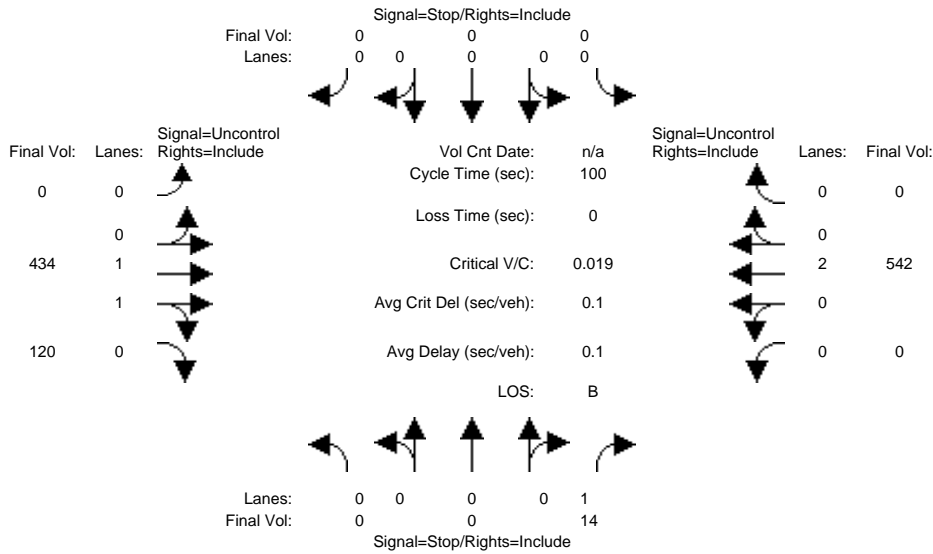 Signal=Stop/Rights=Include
Final Vol: 0 0 0
Lanes: 0 0 0 0 0
Signal=Uncontrol Signal=Uncontrol
Final Vol: Lanes: Rights=Include Vol Cnt Date: n/a Rights=Include Lanes: Final Vol:
Cycle Time (sec): 100
0 0 0 0
Loss Time (sec): 0
0 0
434 1 Critical V/C: 0.019 2 542
1 Avg Crit Del (sec/veh): 0.1 0
120 0 Avg Delay (sec/veh): 0.1 0 0
LOS: B
Lanes: 0 0 0 0 1
Final Vol: 0 0 14
Signal=Stop/Rights=Include